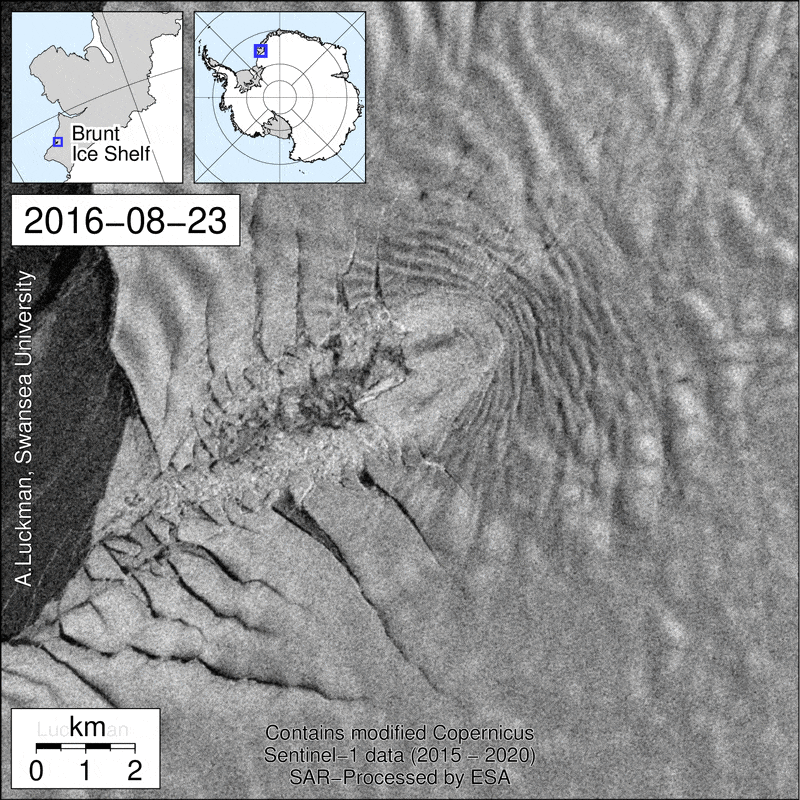 Brunt
Ice Shelf
2016−08−23
A.Luckman, Swansea University
Luckman
km
0 1 2
Contains modified Copernicus
Sentinel−1 data (2015 − 2020)
SAR−Processed by ESA